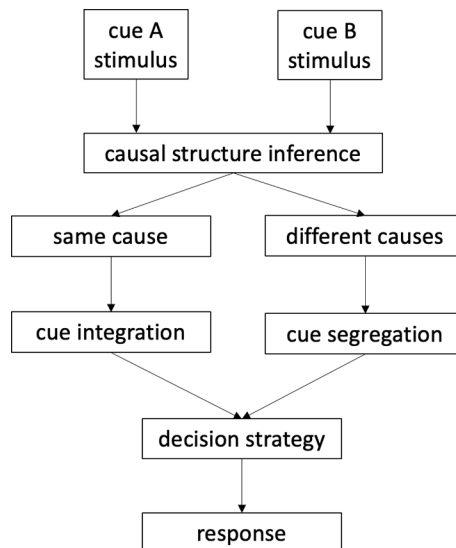 cue A
stimulus
cue B
stimulus
causal structure inference
same cause
different causes
cue integration
cue segregation
decision strategy
response